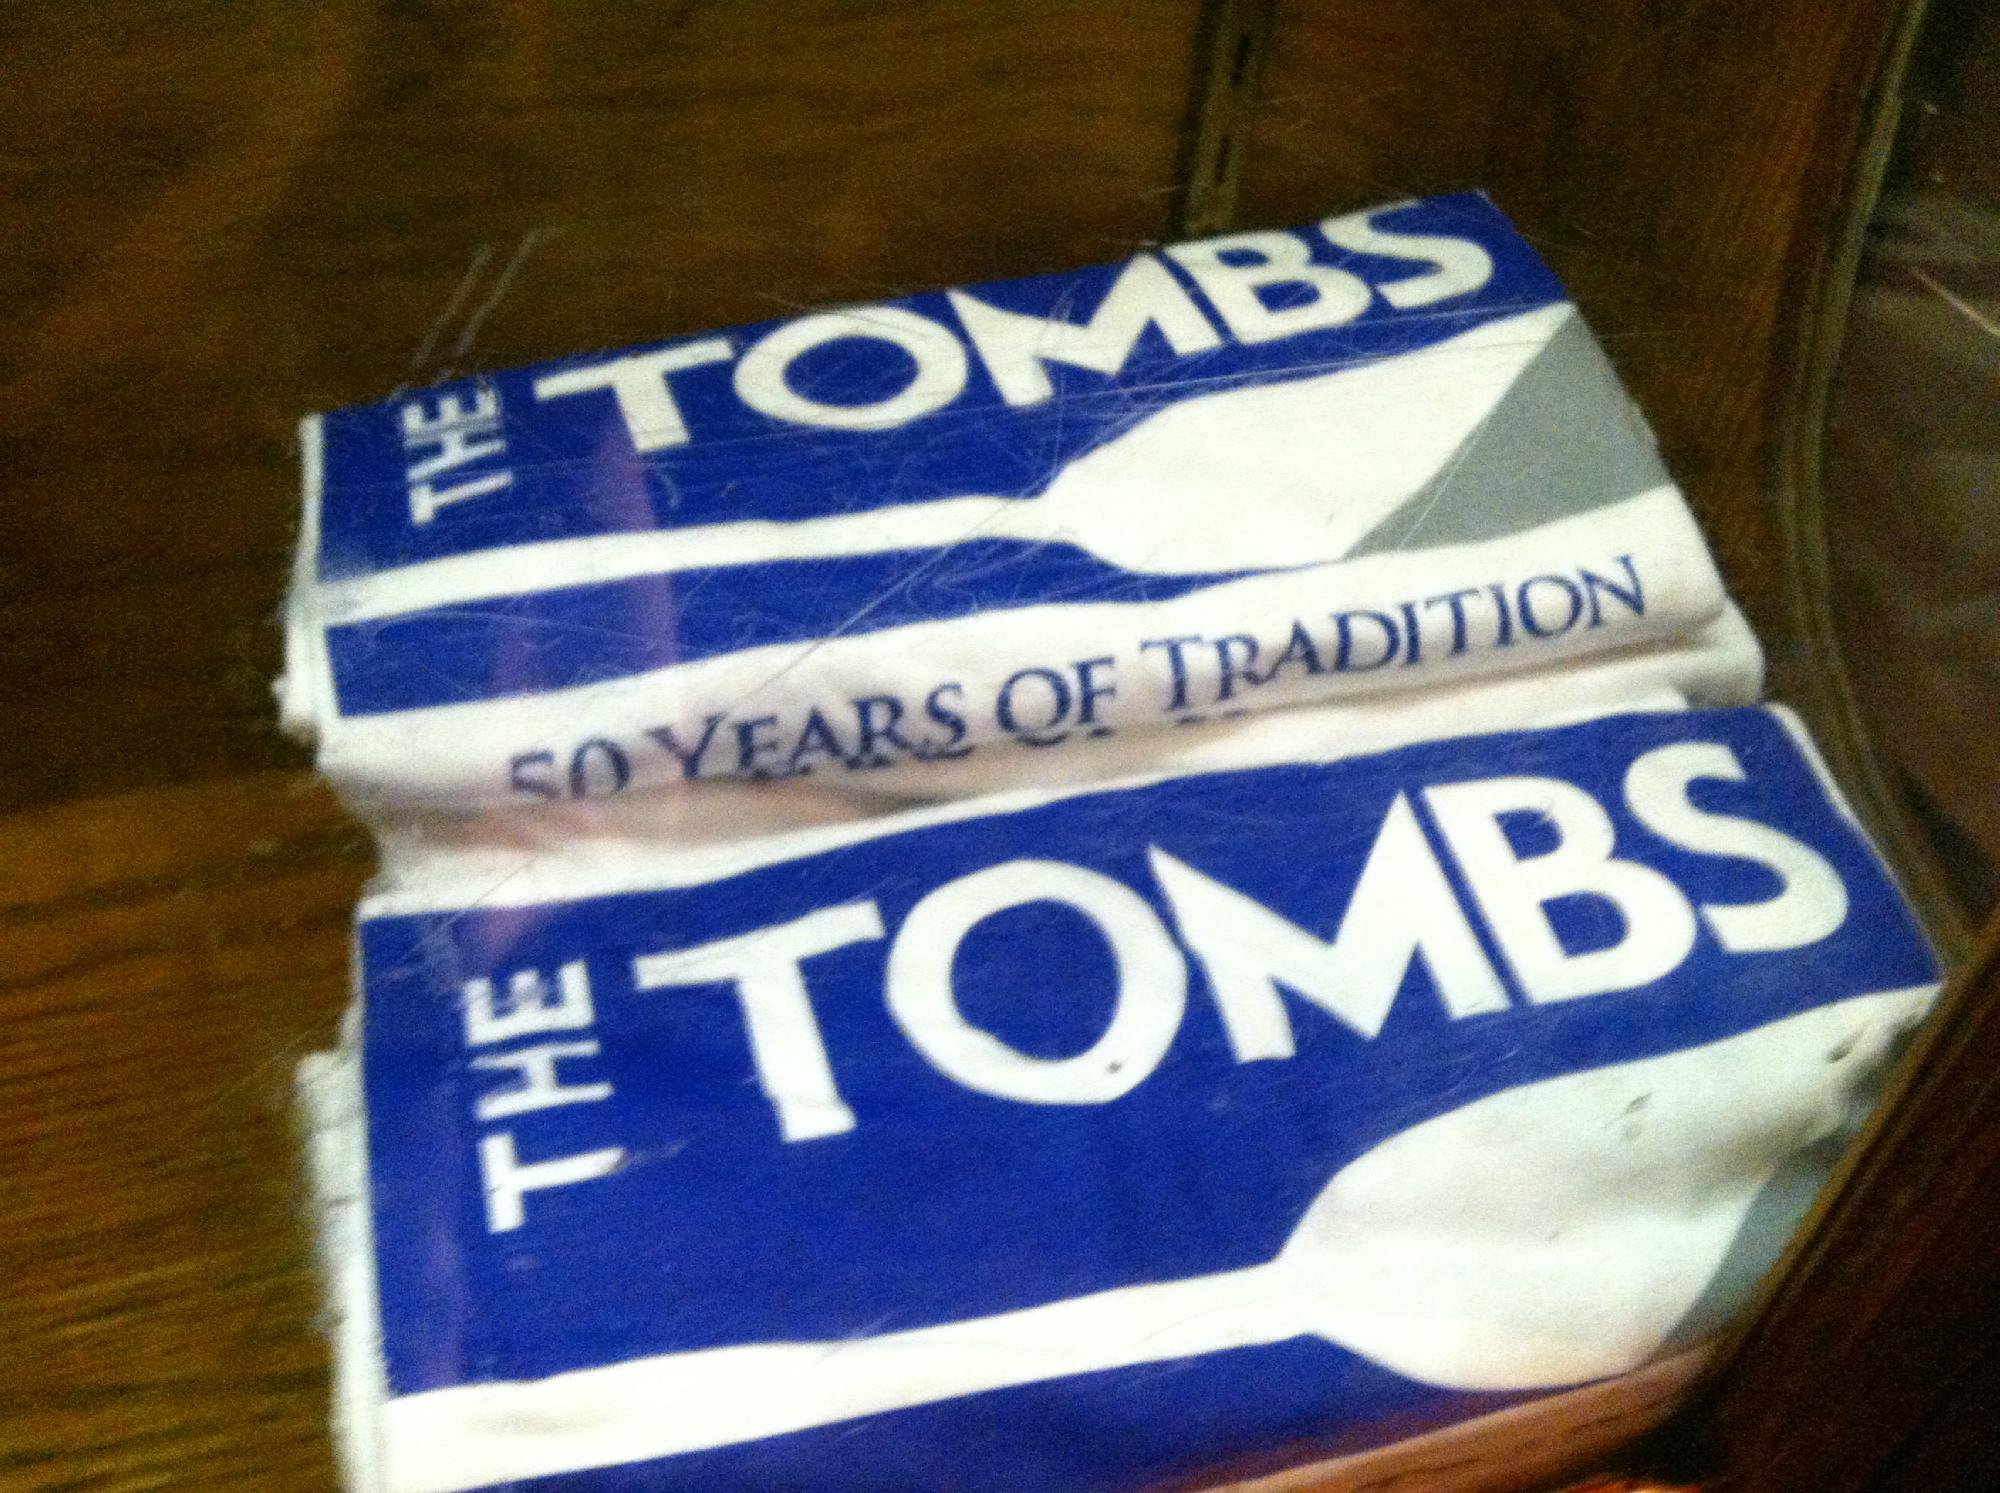 THE TOMBS
50 YEARS OF TRADITION
THE TOMBS